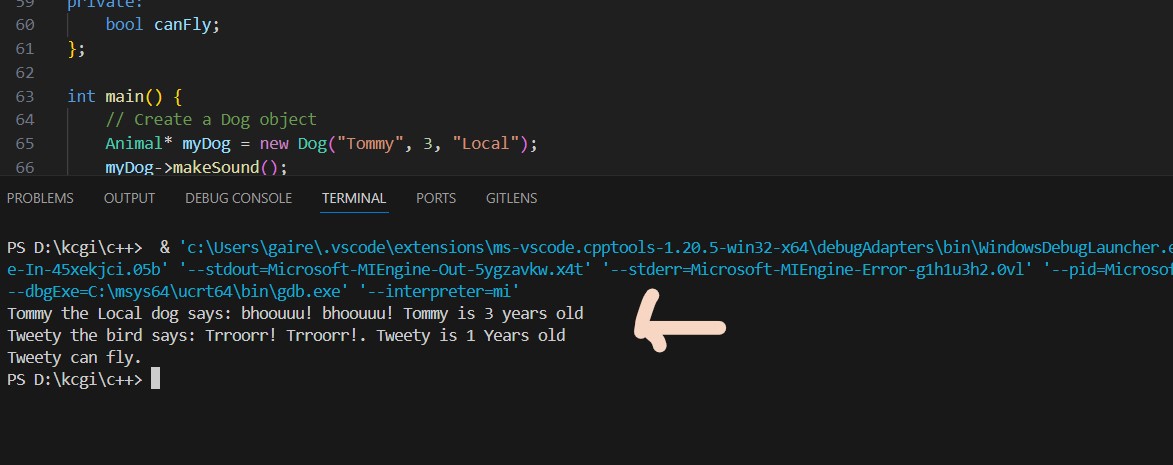 59 private:
60 bool canFly;
61 };
62
63 int main() {
64 // Create a Dog object
65 Animal* myDog = new Dog("Tommy", 3, "Local");
66 myDog->makeSound();
PROBLEMS OUTPUT DEBUG CONSOLE TERMINAL PORTS GITLENS
PS D:\kcgi\c++>  & 'c:\Users\gaire\.vscode\extensions\ms-vscode.cpptools-1.20.5-win32-x64\debugAdapters\bin\WindowsDebugLauncher.e
e-In-45xekjci.05b' '--stdout=Microsoft-MIEngine-Out-5ygzavkw.x4t' '--stderr=Microsoft-MIEngine-Error-g1h1u3h2.0vl' '--pid=Microsof
--dbgExe=C:\msys64\ucrt64\bin\gdb.exe' '--interpreter=mi'
Tommy the Local dog says: bhoouuu! bhoouuu! Tommy is 3 years old
Tweety the bird says: Trroorr! Trroorr!. Tweety is 1 Years old
Tweety can fly.
PS D:\kcgi\c++>